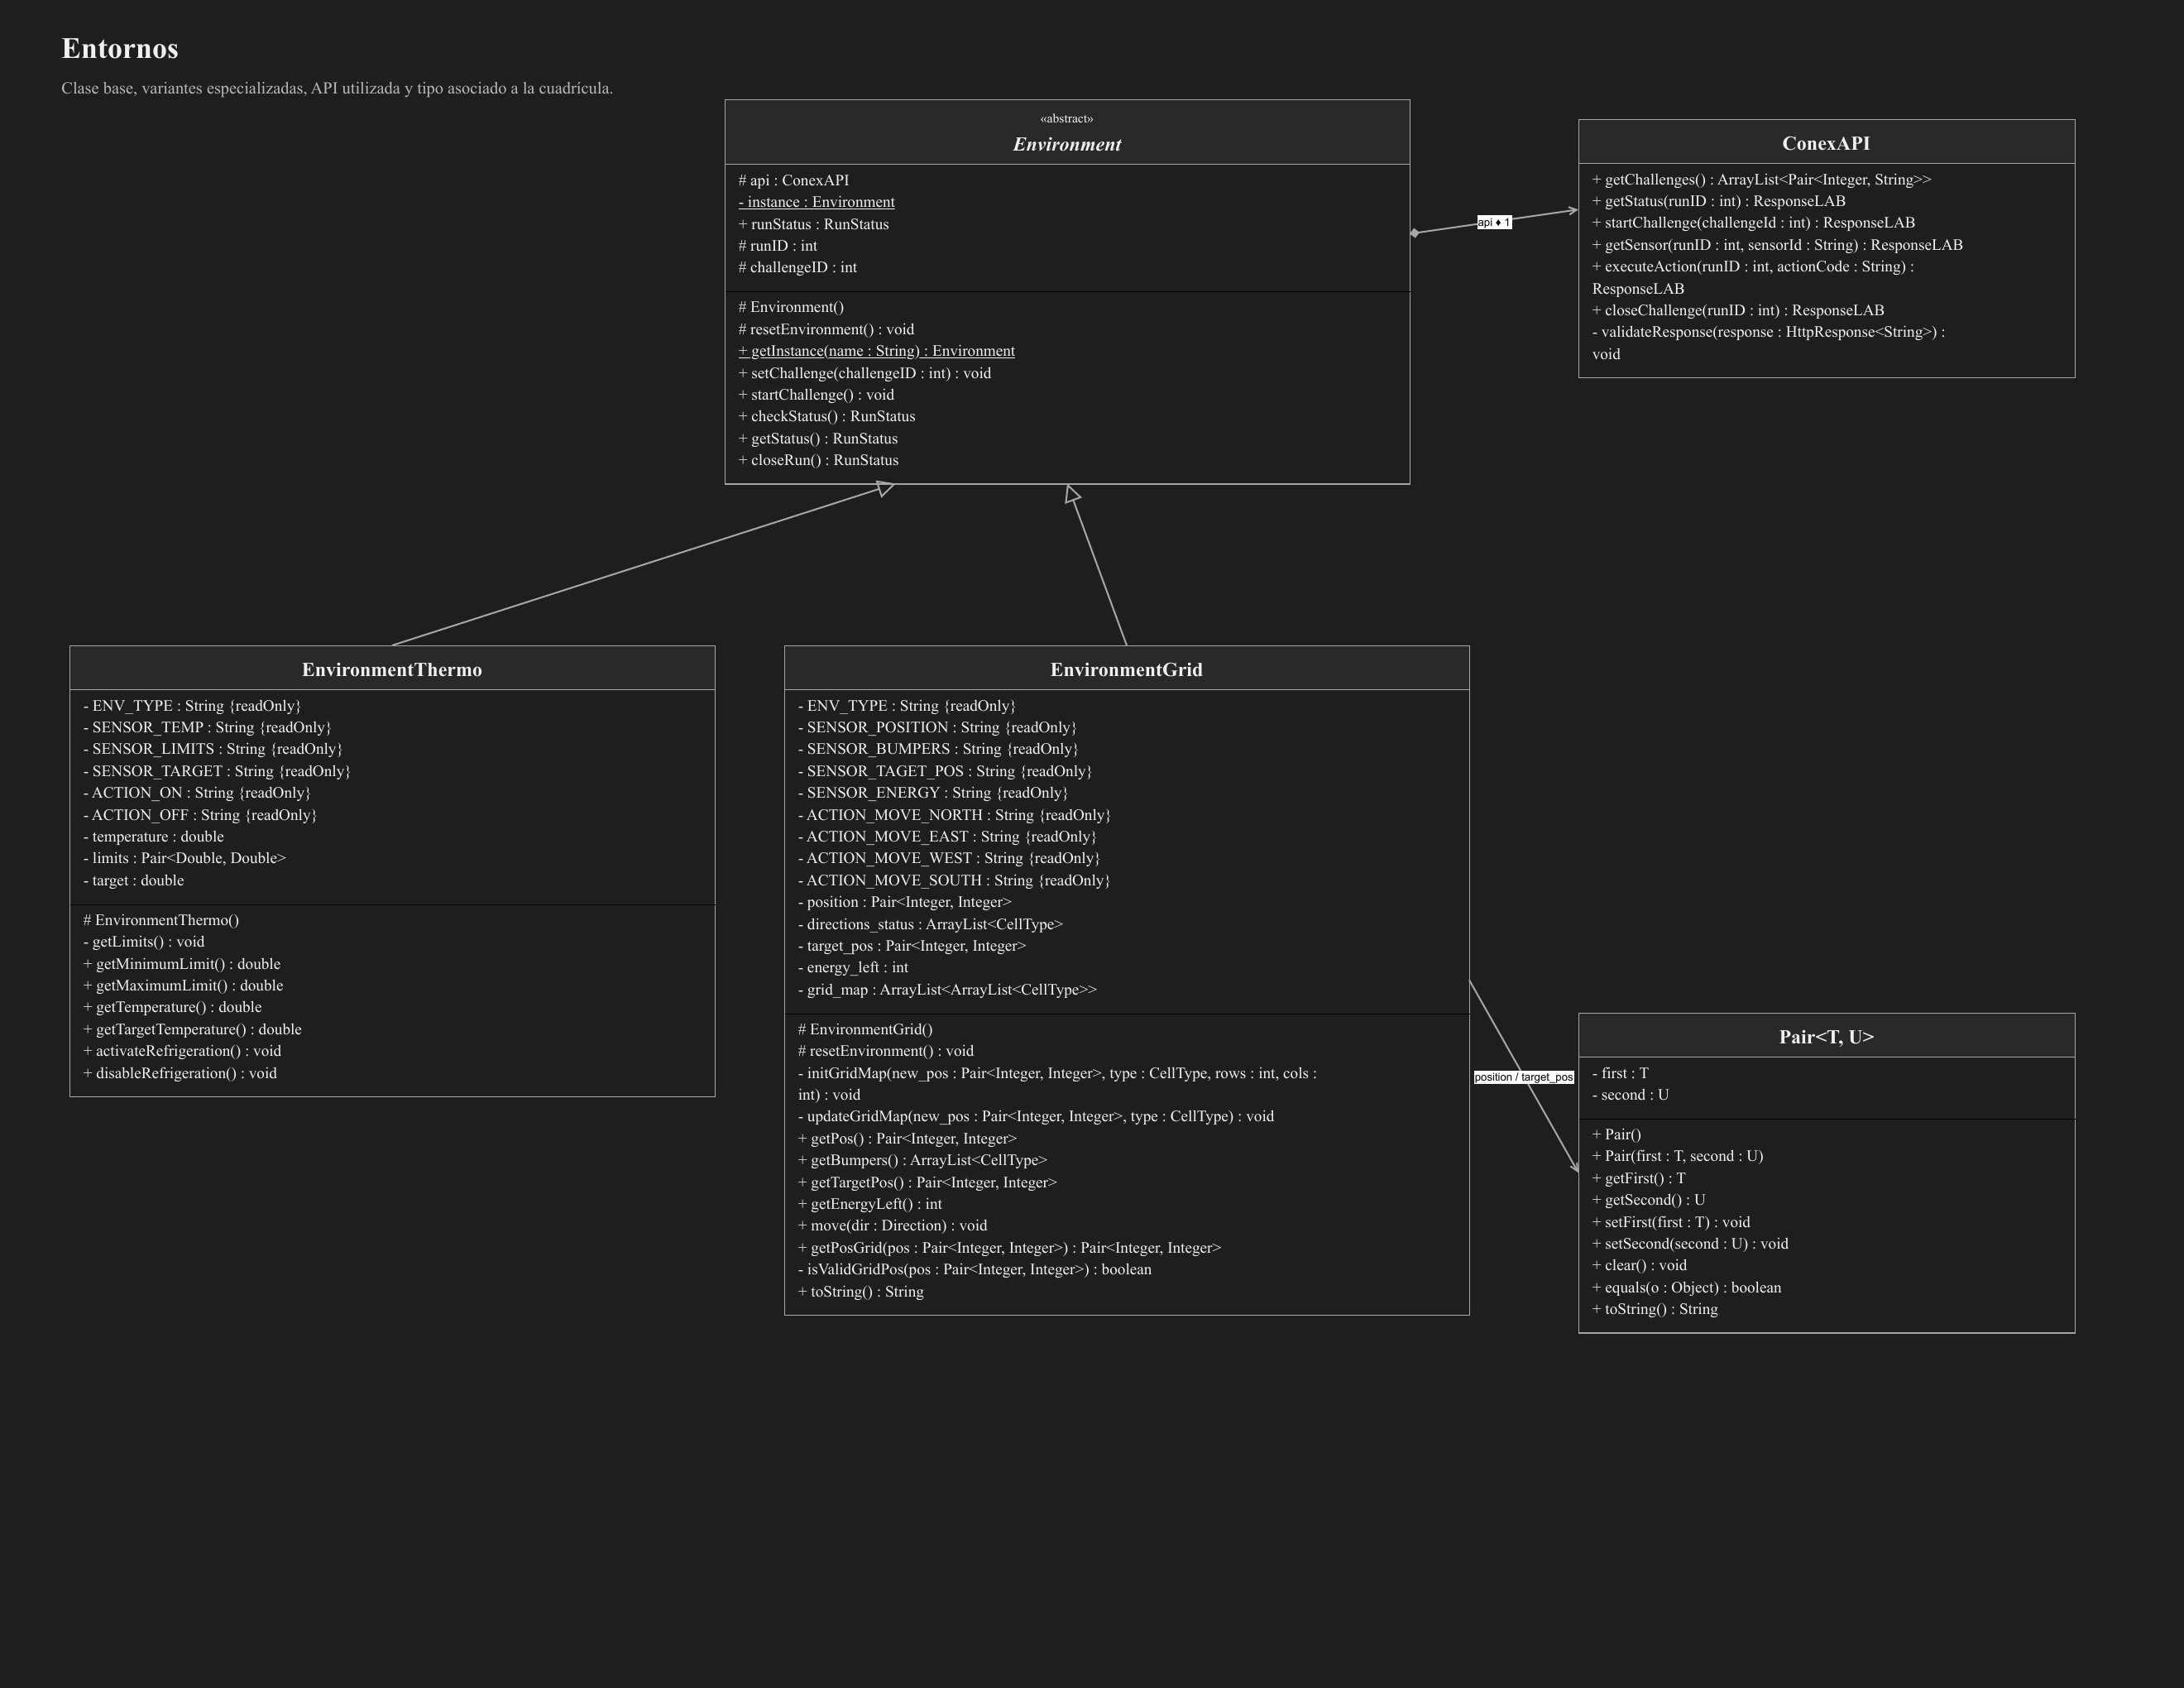 Entornos
Clase base, variantes especializadas, API utilizada y tipo asociado a la cuadrícula.
«abstract»
Environment
# api : ConexAPI
- instance : Environment
+ runStatus : RunStatus
# runID : int
# challengeID : int
# Environment()
# resetEnvironment() : void
+ getInstance(name : String) : Environment
+ setChallenge(challengeID : int) : void
+ startChallenge() : void
+ checkStatus() : RunStatus
+ getStatus() : RunStatus
+ closeRun() : RunStatus
api ♦ 1
ConexAPI
+ getChallenges() : ArrayList<Pair<Integer, String>>
+ getStatus(runID : int) : ResponseLAB
+ startChallenge(challengeId : int) : ResponseLAB
+ getSensor(runID : int, sensorId : String) : ResponseLAB
+ executeAction(runID : int, actionCode : String) :
ResponseLAB
+ closeChallenge(runID : int) : ResponseLAB
- validateResponse(response : HttpResponse<String>) :
void
EnvironmentThermo
- ENV_TYPE : String {readOnly}
- SENSOR_TEMP : String {readOnly}
- SENSOR_LIMITS : String {readOnly}
- SENSOR_TARGET : String {readOnly}
- ACTION_ON : String {readOnly}
- ACTION_OFF : String {readOnly}
- temperature : double
- limits : Pair<Double, Double>
- target : double
# EnvironmentThermo()
- getLimits() : void
+ getMinimumLimit() : double
+ getMaximumLimit() : double
+ getTemperature() : double
+ getTargetTemperature() : double
+ activateRefrigeration() : void
+ disableRefrigeration() : void
EnvironmentGrid
- ENV_TYPE : String {readOnly}
- SENSOR_POSITION : String {readOnly}
- SENSOR_BUMPERS : String {readOnly}
- SENSOR_TAGET_POS : String {readOnly}
- SENSOR_ENERGY : String {readOnly}
- ACTION_MOVE_NORTH : String {readOnly}
- ACTION_MOVE_EAST : String {readOnly}
- ACTION_MOVE_WEST : String {readOnly}
- ACTION_MOVE_SOUTH : String {readOnly}
- position : Pair<Integer, Integer>
- directions_status : ArrayList<CellType>
- target_pos : Pair<Integer, Integer>
- energy_left : int
- grid_map : ArrayList<ArrayList<CellType>>
# EnvironmentGrid()
# resetEnvironment() : void
- initGridMap(new_pos : Pair<Integer, Integer>, type : CellType, rows : int, cols :
int) : void
- updateGridMap(new_pos : Pair<Integer, Integer>, type : CellType) : void
+ getPos() : Pair<Integer, Integer>
+ getBumpers() : ArrayList<CellType>
+ getTargetPos() : Pair<Integer, Integer>
+ getEnergyLeft() : int
+ move(dir : Direction) : void
+ getPosGrid(pos : Pair<Integer, Integer>) : Pair<Integer, Integer>
- isValidGridPos(pos : Pair<Integer, Integer>) : boolean
+ toString() : String
position / target_pos
Pair<T, U>
- first : T
- second : U
+ Pair()
+ Pair(first : T, second : U)
+ getFirst() : T
+ getSecond() : U
+ setFirst(first : T) : void
+ setSecond(second : U) : void
+ clear() : void
+ equals(o : Object) : boolean
+ toString() : String